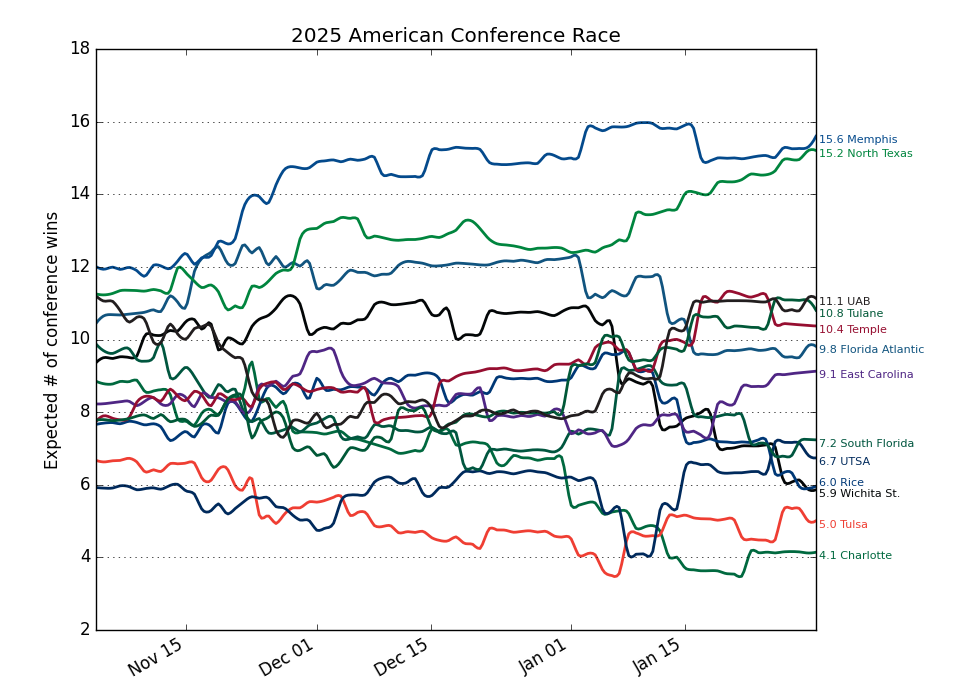 2025 American Conference Race
Expected # of conference wins
18
16
14
12
10
8
6
4
2
Nov 15
Dec 01
Dec 15
Jan 01
Jan 15
15.6 Memphis
15.2 North Texas
11.1 UAB
10.8 Tulane
10.4 Temple
9.8 Florida Atlantic
9.1 East Carolina
7.2 South Florida
6.7 UTSA
6.0 Rice
5.9 Wichita St.
5.0 Tulsa
4.1 Charlotte